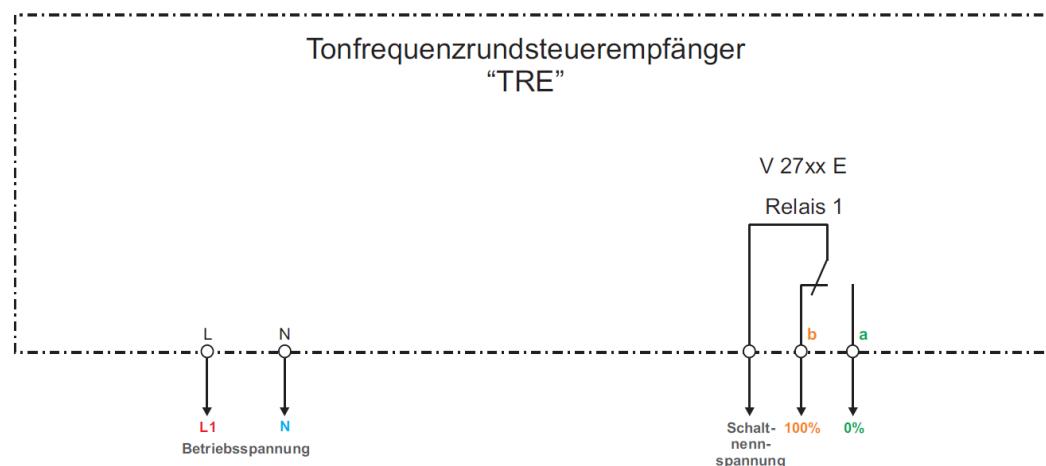 Tonfrequenzrundsteuerempfänger
“TRE”
V 27xx E
Relais 1
L
N
b
a
L1
N
Betriebsspannung
Schalt-
nenn-
spannung
100%
0%